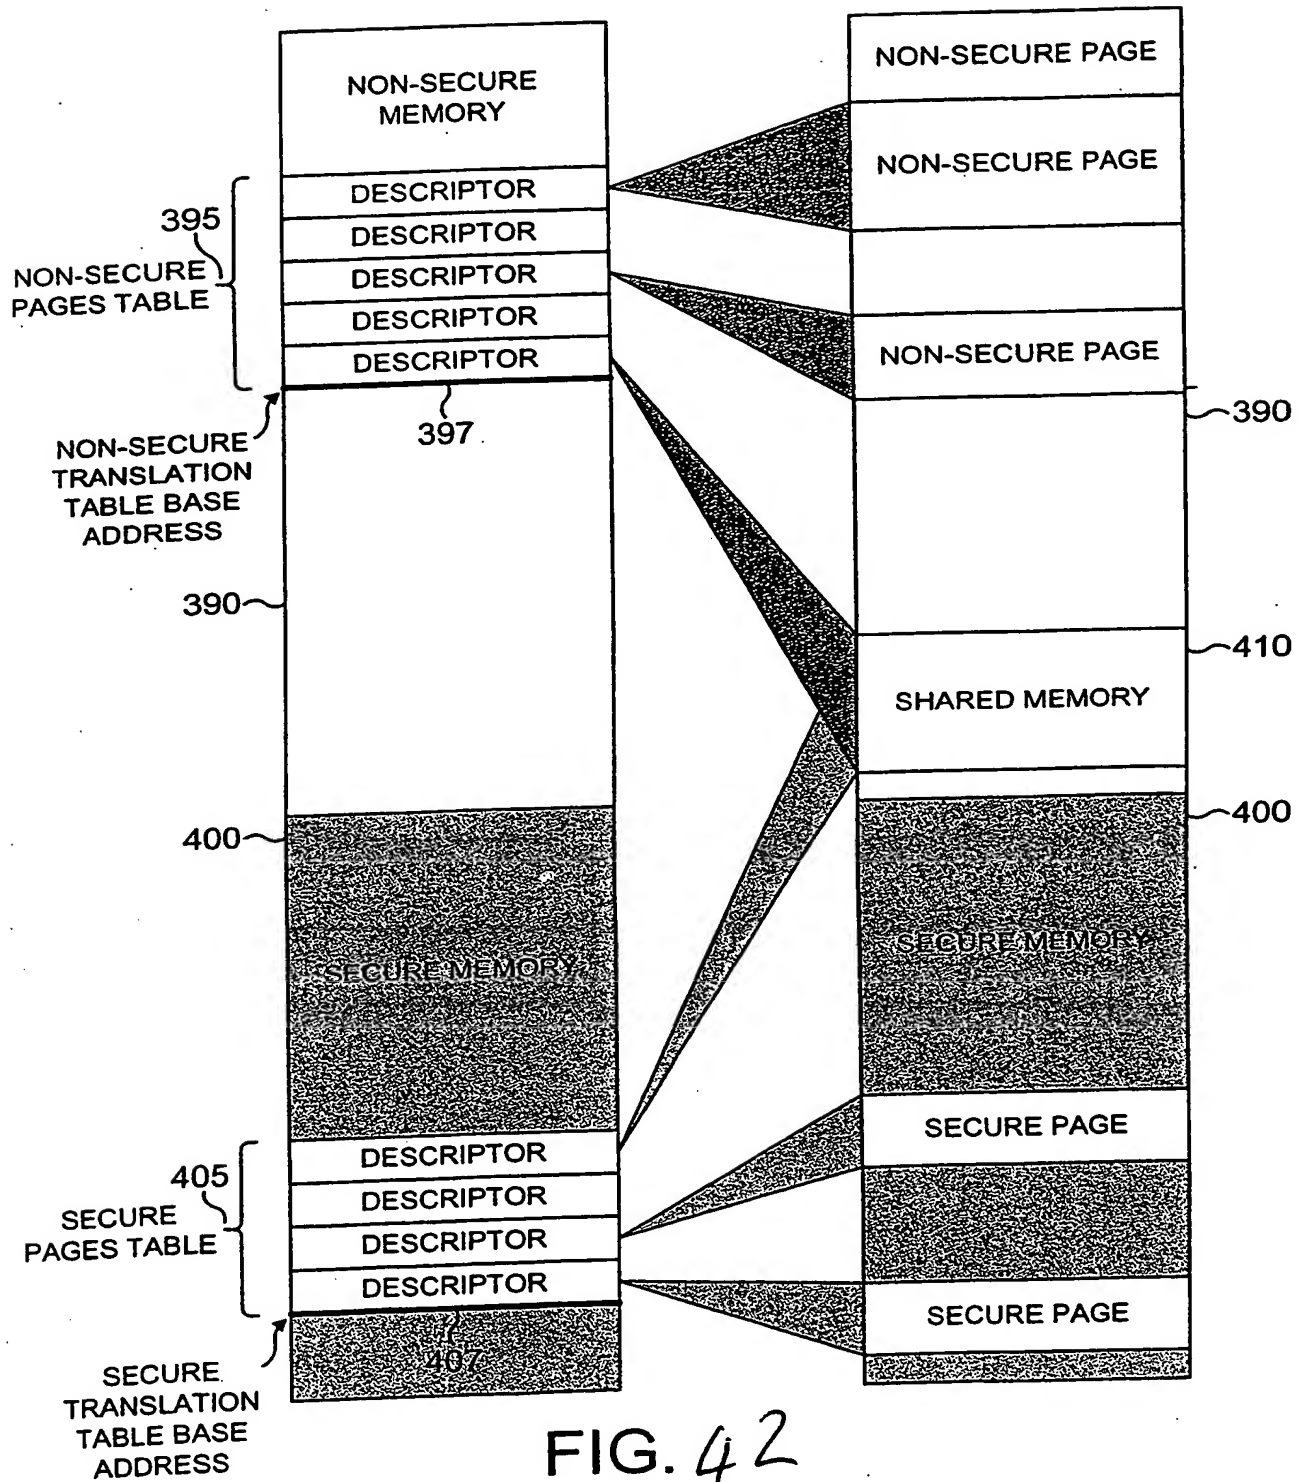 NON-SECURE
MEMORY
DESCRIPTOR
DESCRIPTOR
DESCRIPTOR
DESCRIPTOR
DESCRIPTOR
395
NON-SECURE
PAGES TABLE
397
NON-SECURE
TRANSLATION
TABLE BASE
ADDRESS
390
400
SECURE MEMORY
DESCRIPTOR
DESCRIPTOR
DESCRIPTOR
DESCRIPTOR
405
SECURE
PAGES TABLE
407
SECURE
TRANSLATION
TABLE BASE
ADDRESS
NON-SECURE PAGE
NON-SECURE PAGE
NON-SECURE PAGE
390
410
SHARED MEMORY
400
SECURE MEMORY
SECURE PAGE
SECURE PAGE
FIG. 42